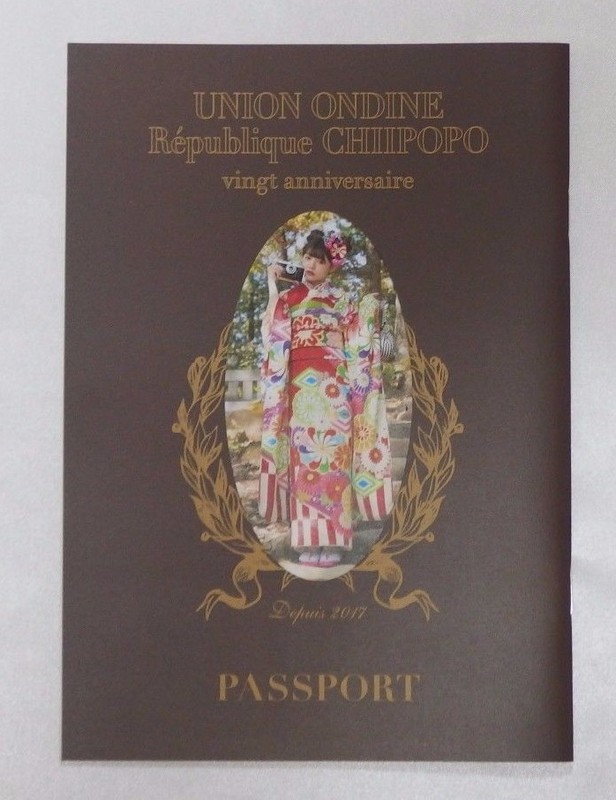 UNION ONDINE
République CHIIPOPO
vingt anniversaire
Depuis 2017
PASSPORT